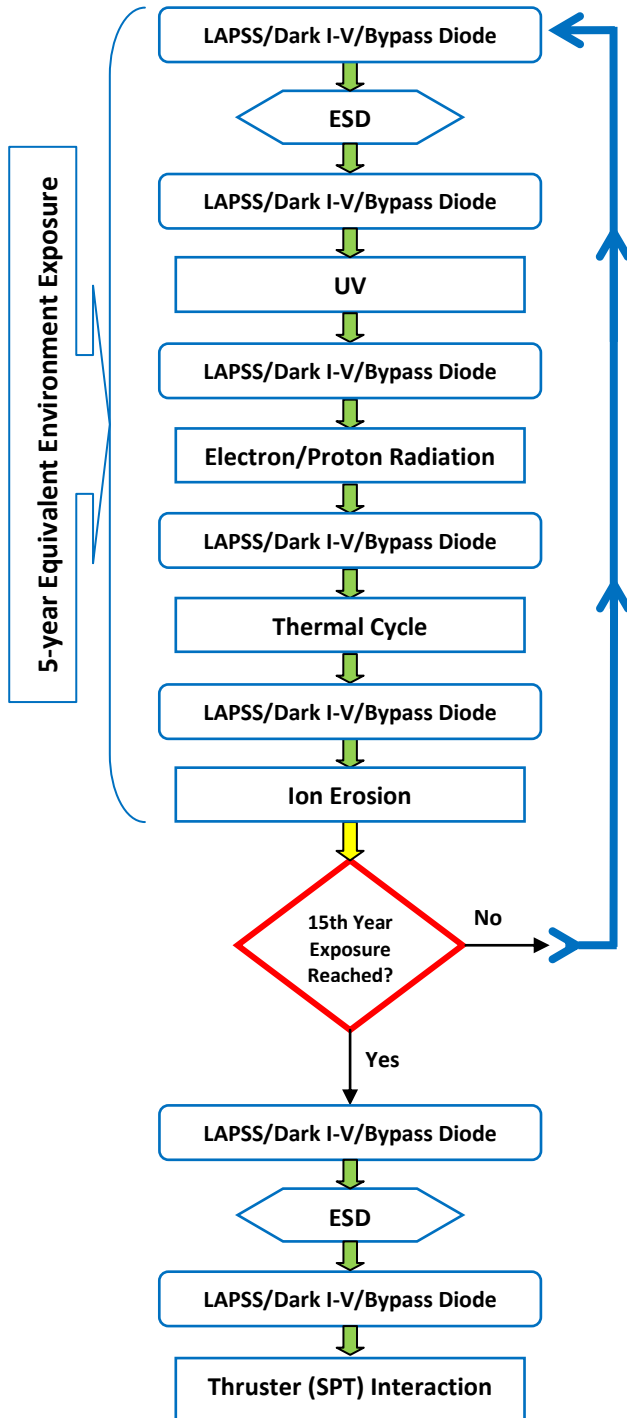 LAPSS/Dark I-V/Bypass Diode
ESD
LAPSS/Dark I-V/Bypass Diode
UV
LAPSS/Dark I-V/Bypass Diode
Electron/Proton Radiation
LAPSS/Dark I-V/Bypass Diode
Thermal Cycle
LAPSS/Dark I-V/Bypass Diode
Ion Erosion
5-year Equivalent Environment Exposure
15th Year
Exposure
Reached?
No
Yes
LAPSS/Dark I-V/Bypass Diode
ESD
LAPSS/Dark I-V/Bypass Diode
Thruster (SPT) Interaction